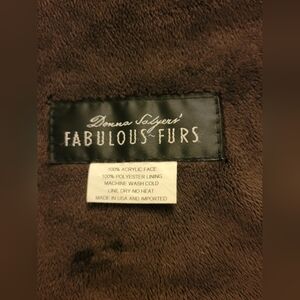 Donna Salyers'
FABULOUS-FURS
100% ACRYLIC FACE
100% POLYESTER LINING
MACHINE WASH COLD
LINE DRY NO HEAT
MADE IN USA AND IMPORTED